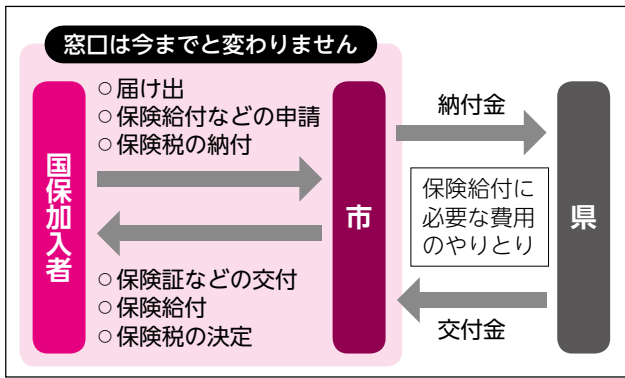 窓口は今までと変わりません
国保加入者
○届け出
○保険給付などの申請
○保険税の納付
○保険証などの交付
○保険給付
○保険税の決定
市
納付金
保険給付に
必要な費用
のやりとり
交付金
県